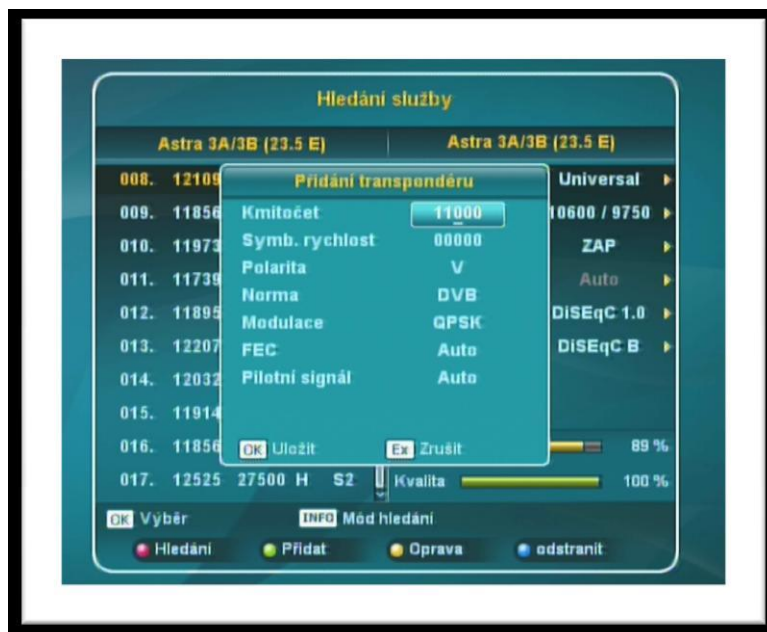 Hledání služby
Astra 3A/3B (23.5 E) Astra 3A/3B (23.5 E)
008. 12109 Universal
009. 11856 10600 / 9750
010. 11973 ZAP
011. 11739 Auto
012. 11895 DiSEqC 1.0
013. 12207 DiSEqC B
014. 12032
015. 11914
016. 11856 89 %
017. 12525 27500 H S2 Kvalita 100 %
Přidání transpondéru
Kmitočet 11000
Symb. rychlost 00000
Polarita V
Norma DVB
Modulace QPSK
FEC Auto
Pilotní signál Auto
OK Uložit Ex Zrušit
OK Výběr INFO Mód hledání
Hledání Přidat Oprava odstranit